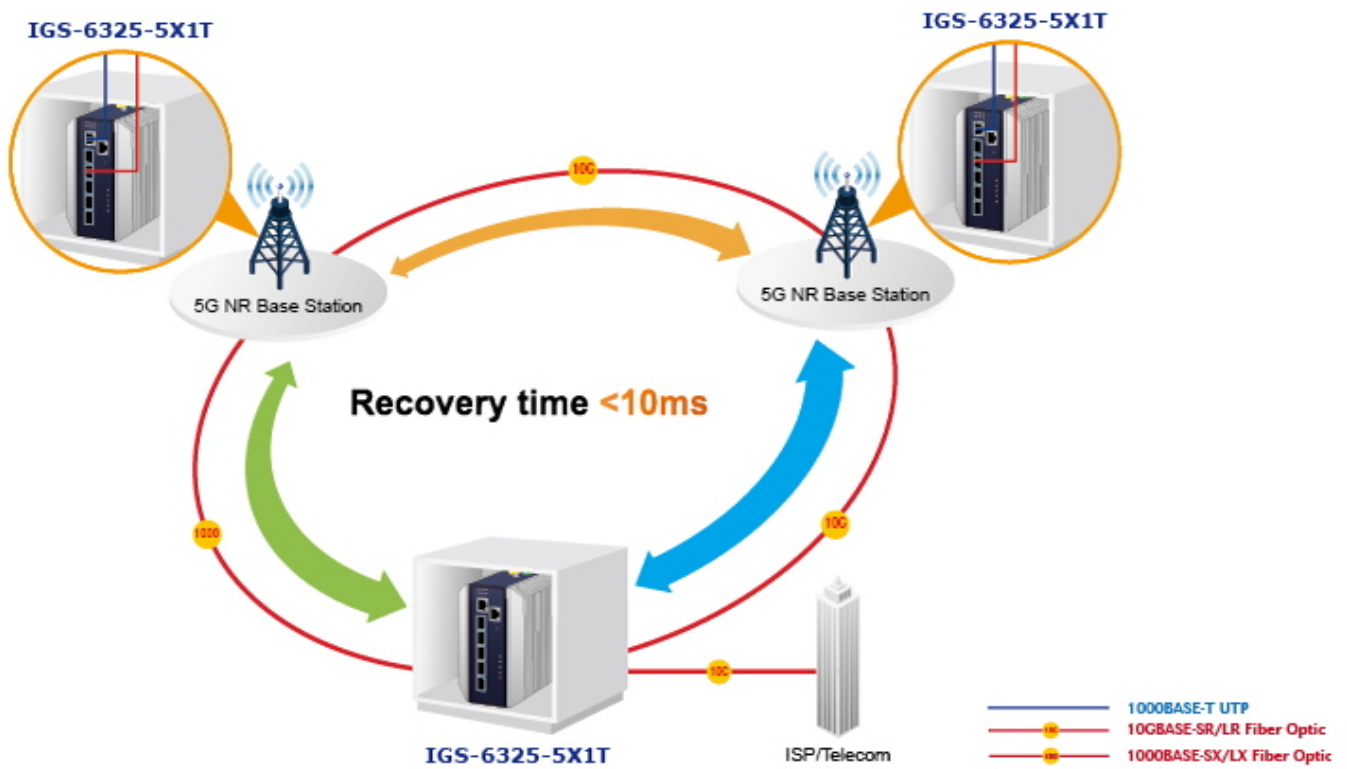 IGS-6325-5X1T
IGS-6325-5X1T
10G
5G NR Base Station
5G NR Base Station
Recovery time <10ms
1000
10G
10G
ISP/Telecom
IGS-6325-5X1T
1000BASE-T UTP
10GBASE-SR/LR Fiber Optic
1000BASE-SX/LX Fiber Optic